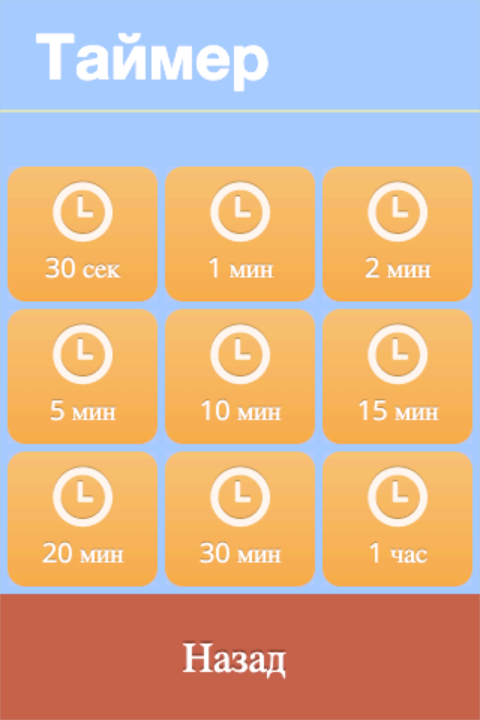 Таймер
30 сек
1 мин
2 мин
5 мин
10 мин
15 мин
20 мин
30 мин
1 час
Назад